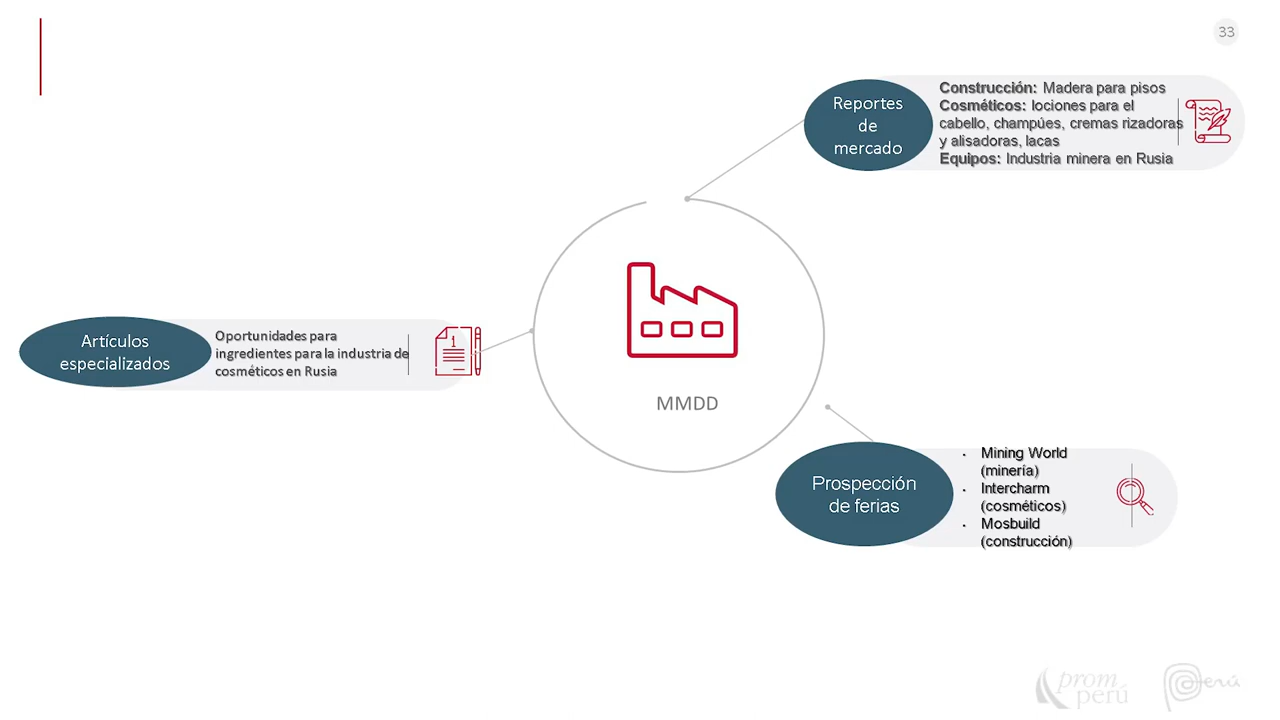 33
Reportes
de
mercado
Construcción: Madera para pisos
Cosméticos: lociones para el
cabello, champúes, cremas rizadoras
y alisadoras, lacas
Equipos: Industria minera en Rusia
Artículos
especializados
Oportunidades para
ingredientes para la industria de
cosméticos en Rusia
1
MMDD
Prospección
de ferias
· Mining World
(minería)
· Intercharm
(cosméticos)
· Mosbuild
(construcción)
prom
perú
Perú